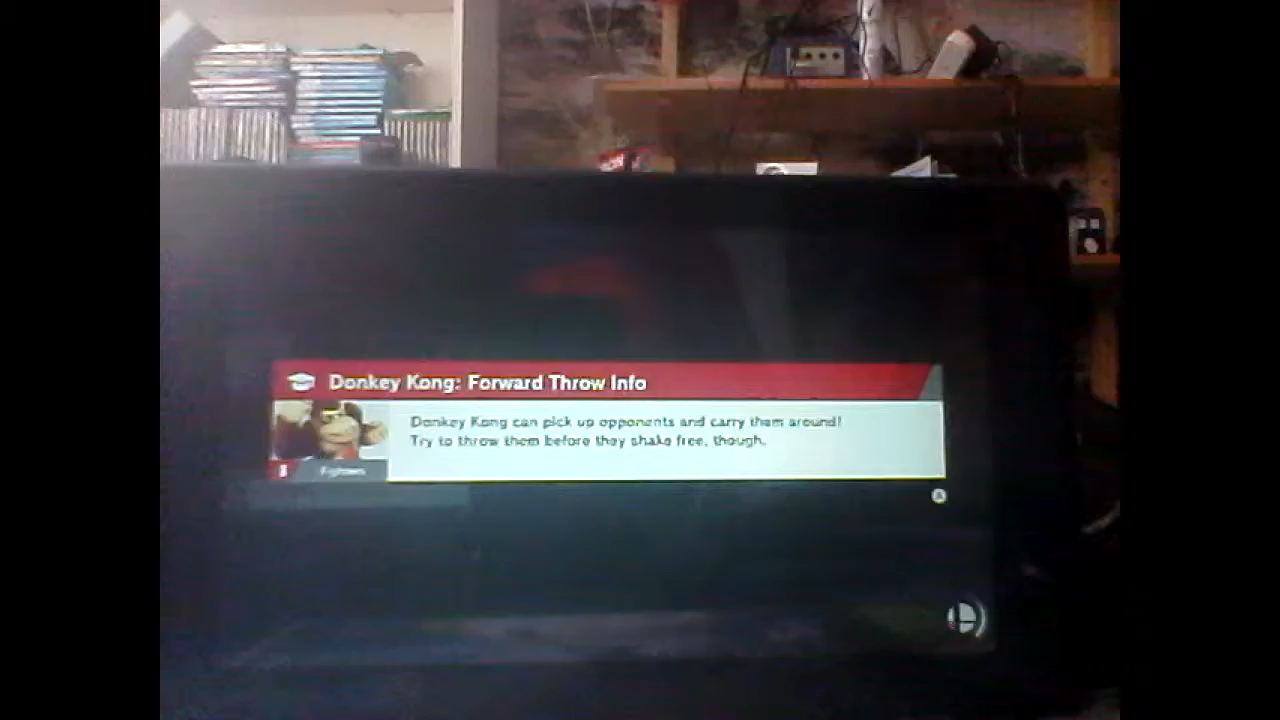 Donkey Kong: Forward Throw Info
Donkey Kong can pick up opponents and carry them around!
Try to throw them before they shake free, though.
Fighters
A